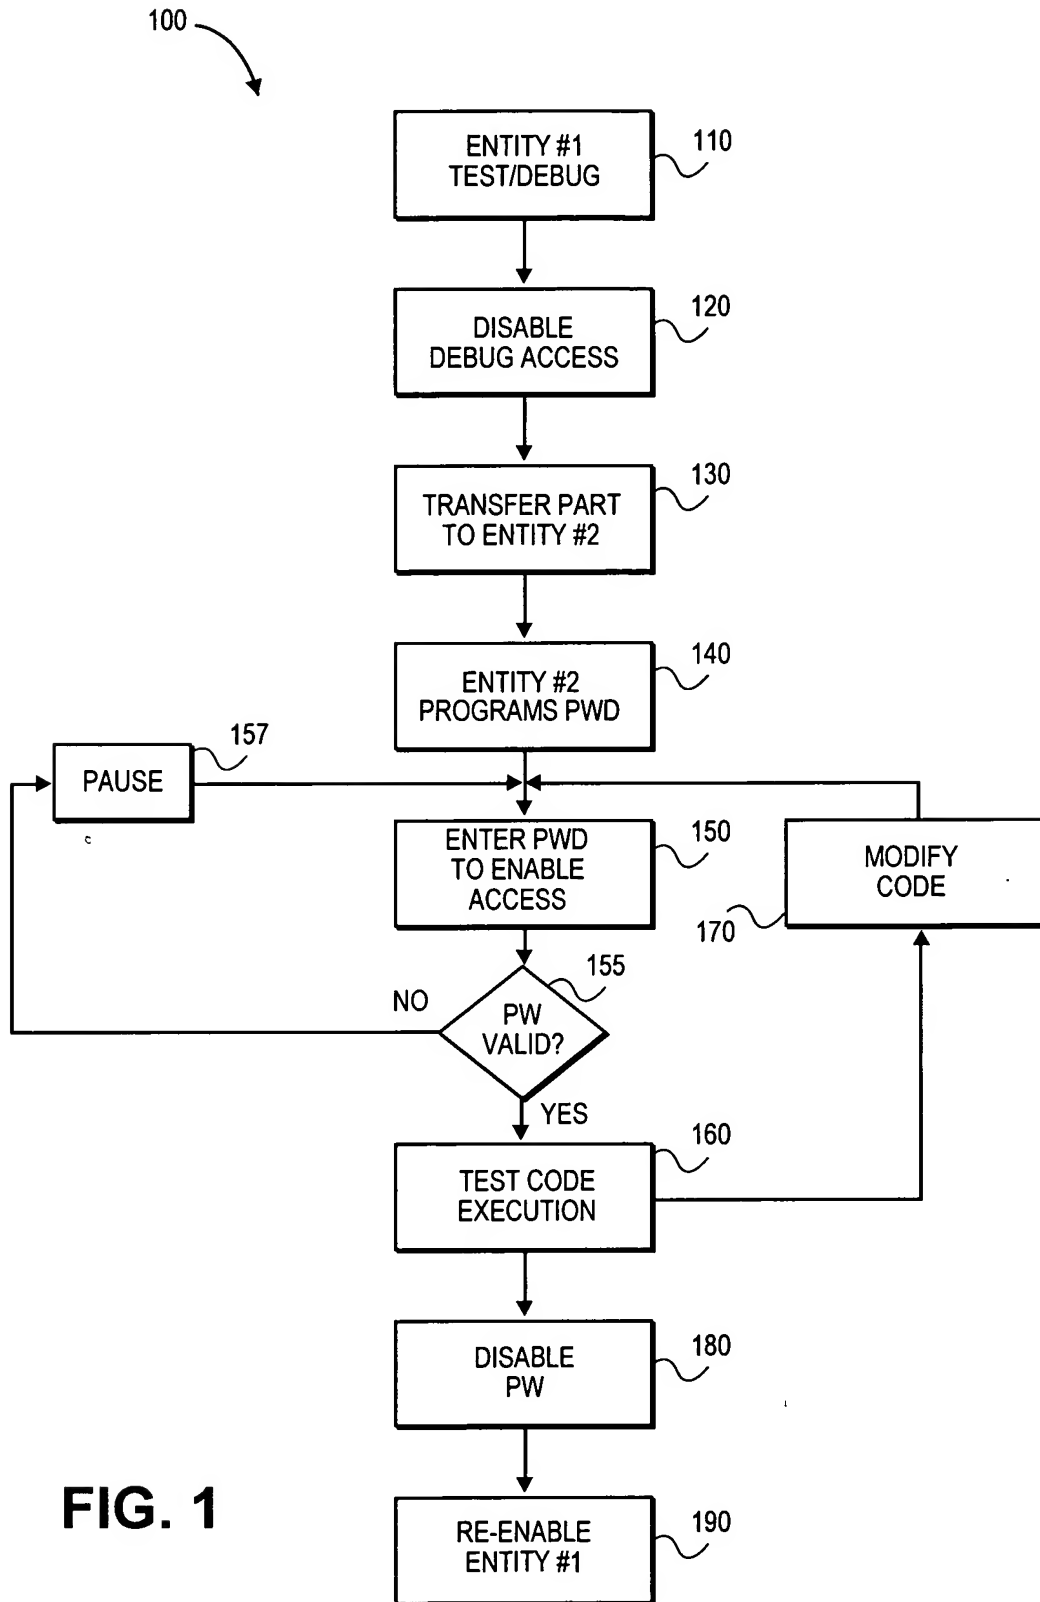 100
ENTITY #1
TEST/DEBUG
110
DISABLE
DEBUG ACCESS
120
TRANSFER PART
TO ENTITY #2
130
ENTITY #2
PROGRAMS PWD
140
PAUSE
157
ENTER PWD
TO ENABLE
ACCESS
150
MODIFY
CODE
170
PW
VALID?
155
NO
YES
TEST CODE
EXECUTION
160
DISABLE
PW
180
RE-ENABLE
ENTITY #1
190
FIG. 1